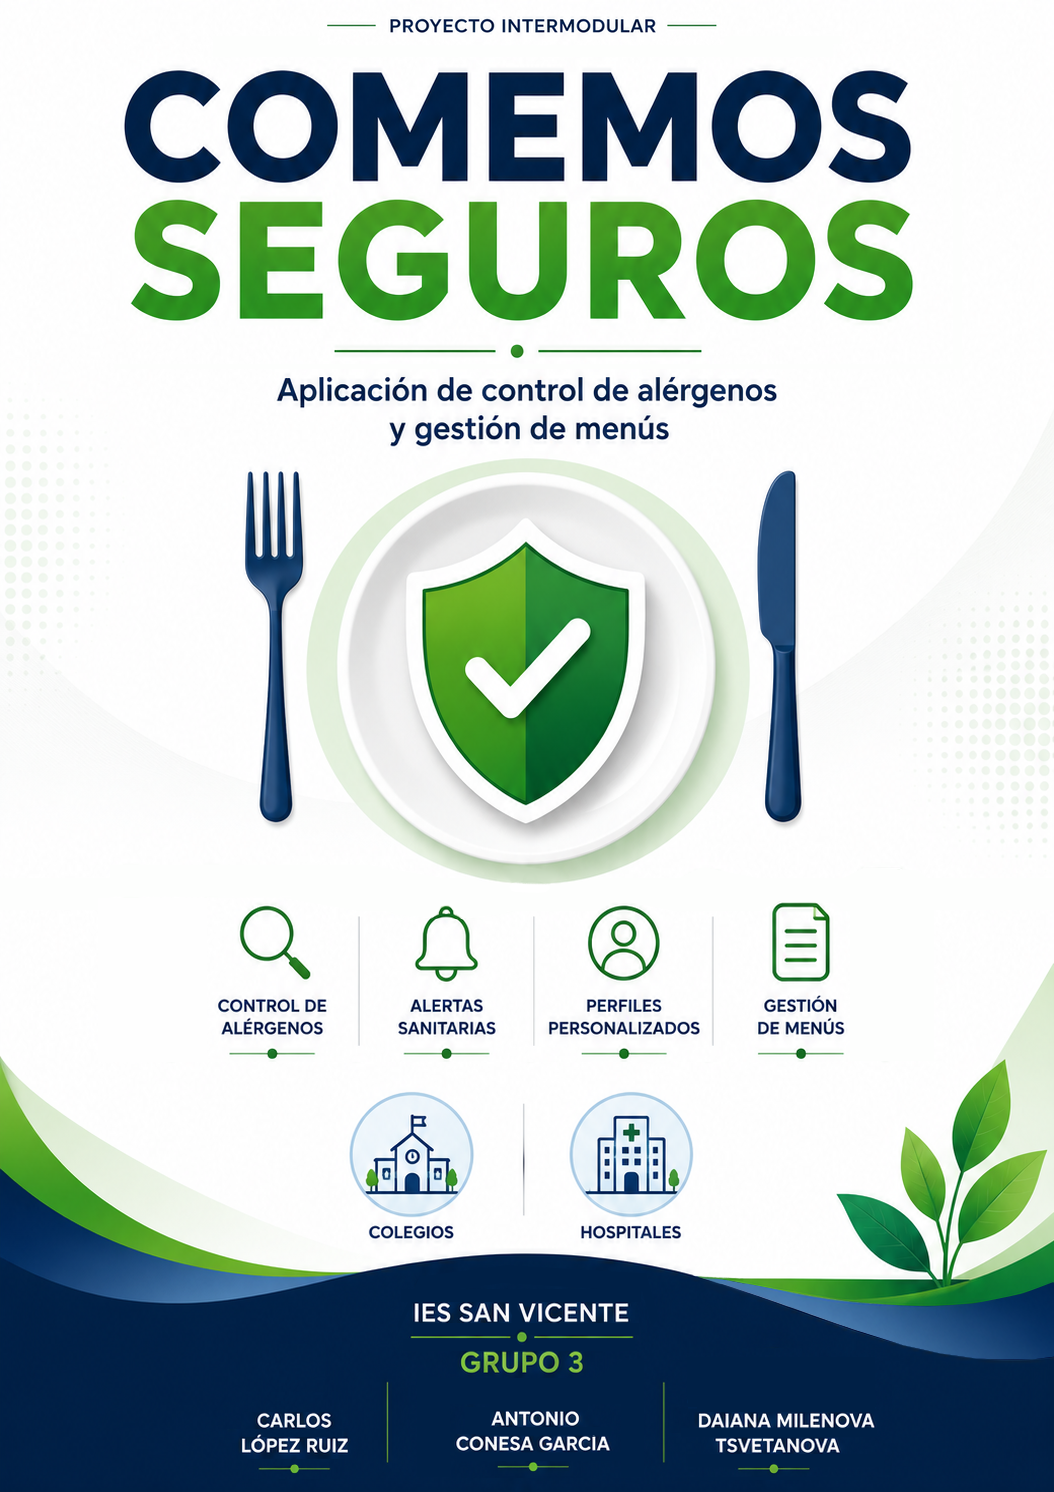 PROYECTO INTERMODULAR
COMEMOS
SEGUROS
Aplicación de control de alérgenos
y gestión de menús
CONTROL DE
ALÉRGENOS
ALERTAS
SANITARIAS
PERFILES
PERSONALIZADOS
GESTIÓN
DE MENÚS
COLEGIOS
HOSPITALES
IES SAN VICENTE
GRUPO 3
CARLOS
LÓPEZ RUIZ
ANTONIO
CONESA GARCIA
DAIANA MILENOVA
TSVETANOVA